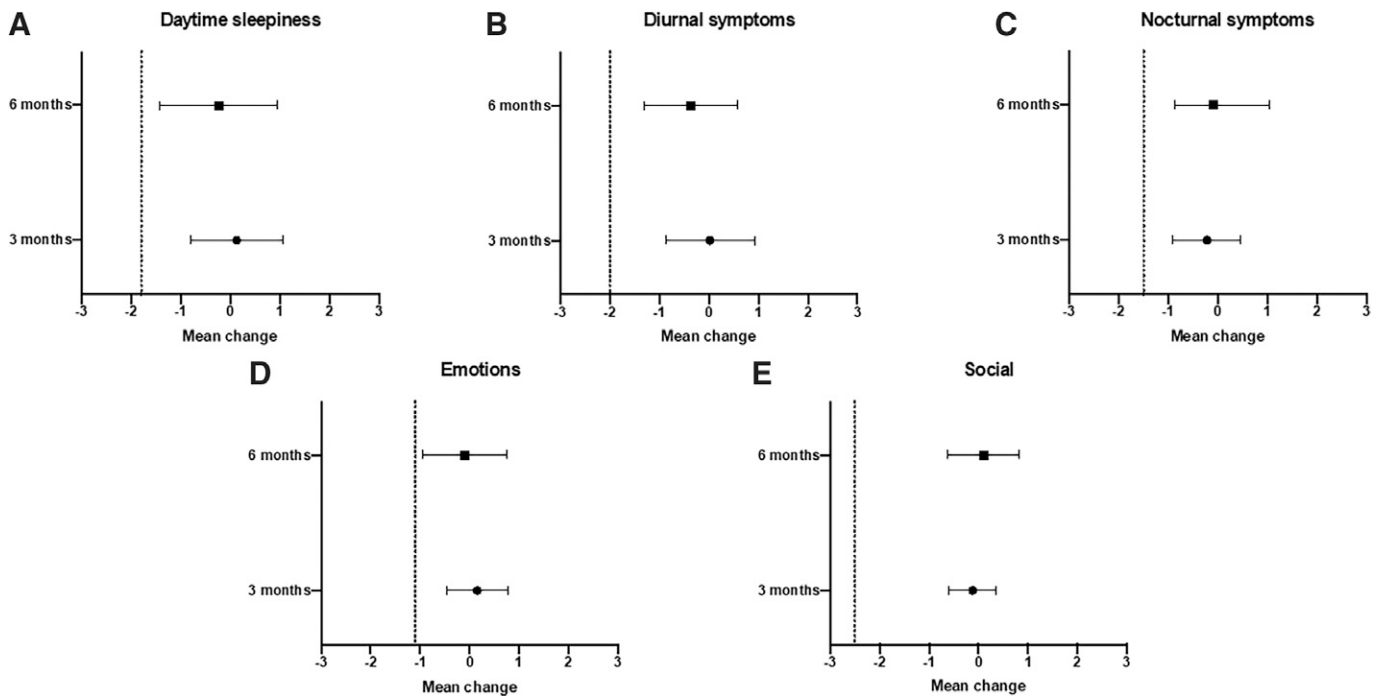 A Daytime sleepiness
6 months
3 months
-3 -2 -1 0 1 2 3
Mean change
B Diurnal symptoms
6 months
3 months
-3 -2 -1 0 1 2 3
Mean change
C Nocturnal symptoms
6 months
3 months
-3 -2 -1 0 1 2 3
Mean change
D Emotions
6 months
3 months
-3 -2 -1 0 1 2 3
Mean change
E Social
6 months
3 months
-3 -2 -1 0 1 2 3
Mean change